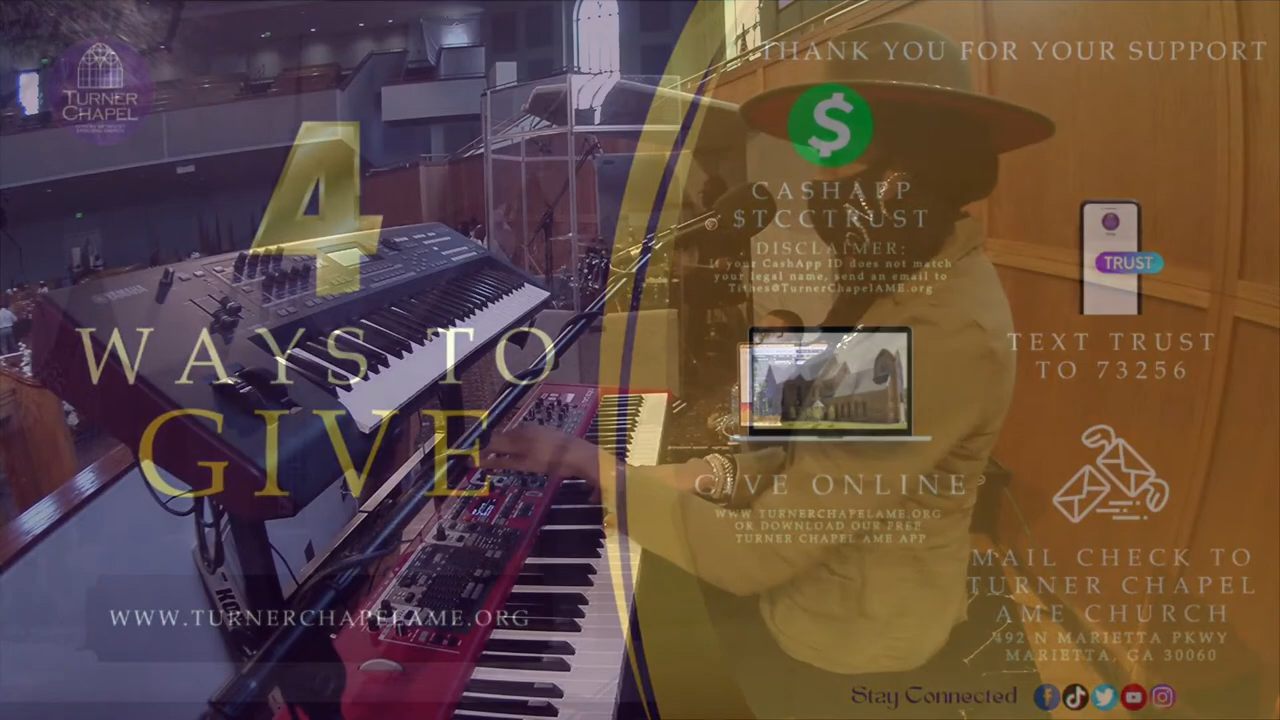 TURNER
CHAPEL
4
WAYS TO
GIVE
WWW.TURNERCHAPELAME.ORG
THANK YOU FOR YOUR SUPPORT
$
CASHAPP
$TCCTRUST
DISCLAIMER:
If your CashApp ID does not match
your legal name, send an email to
Tithes@TurnerChapelAME.org
TRUST
TEXT TRUST
TO 73256
GIVE ONLINE
WWW.TURNERCHAPELAME.ORG
OR DOWNLOAD OUR FREE
TURNER CHAPEL AME APP
MAIL CHECK TO
TURNER CHAPEL
AME CHURCH
492 N MARIETTA PKWY
MARIETTA, GA 30060
Stay Connected
YAMAHA